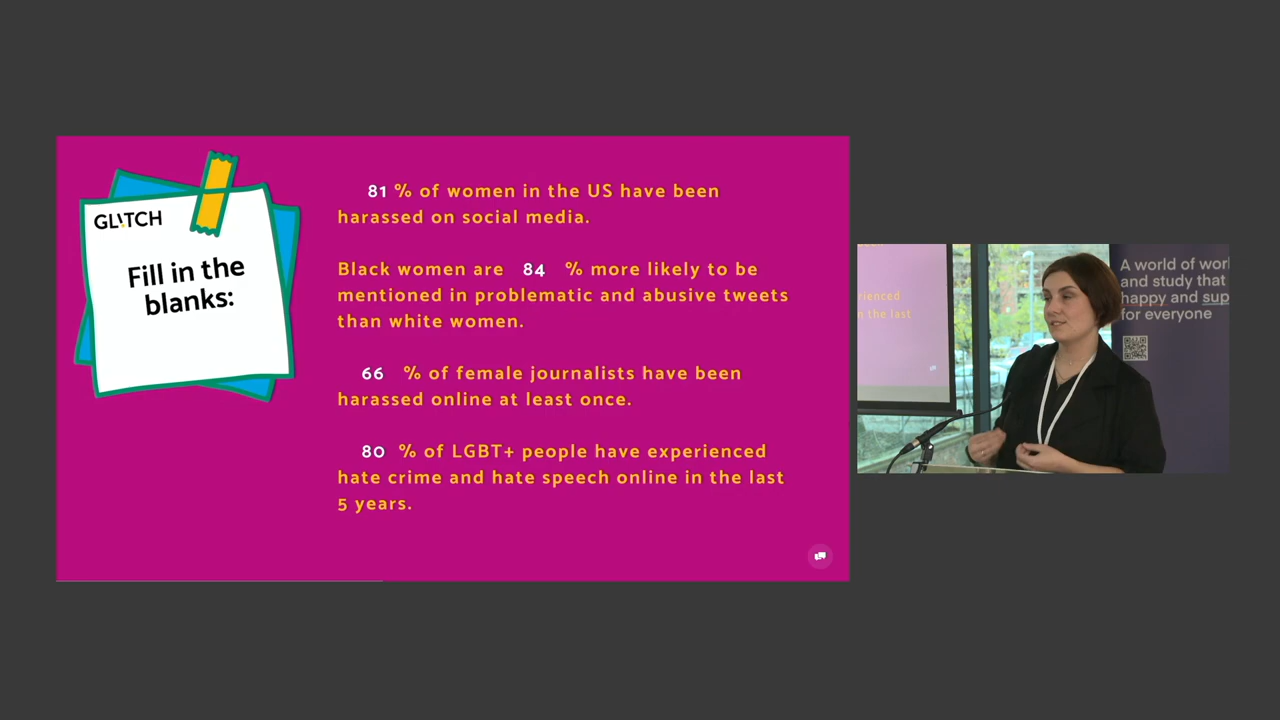 GL!TCH
Fill in the
blanks:
81 % of women in the US have been
harassed on social media.
Black women are 84 % more likely to be
mentioned in problematic and abusive tweets
than white women.
66 % of female journalists have been
harassed online at least once.
80 % of LGBT+ people have experienced
hate crime and hate speech online in the last
5 years.
n the last
A world of wor
and study that
happy and sup
for everyone